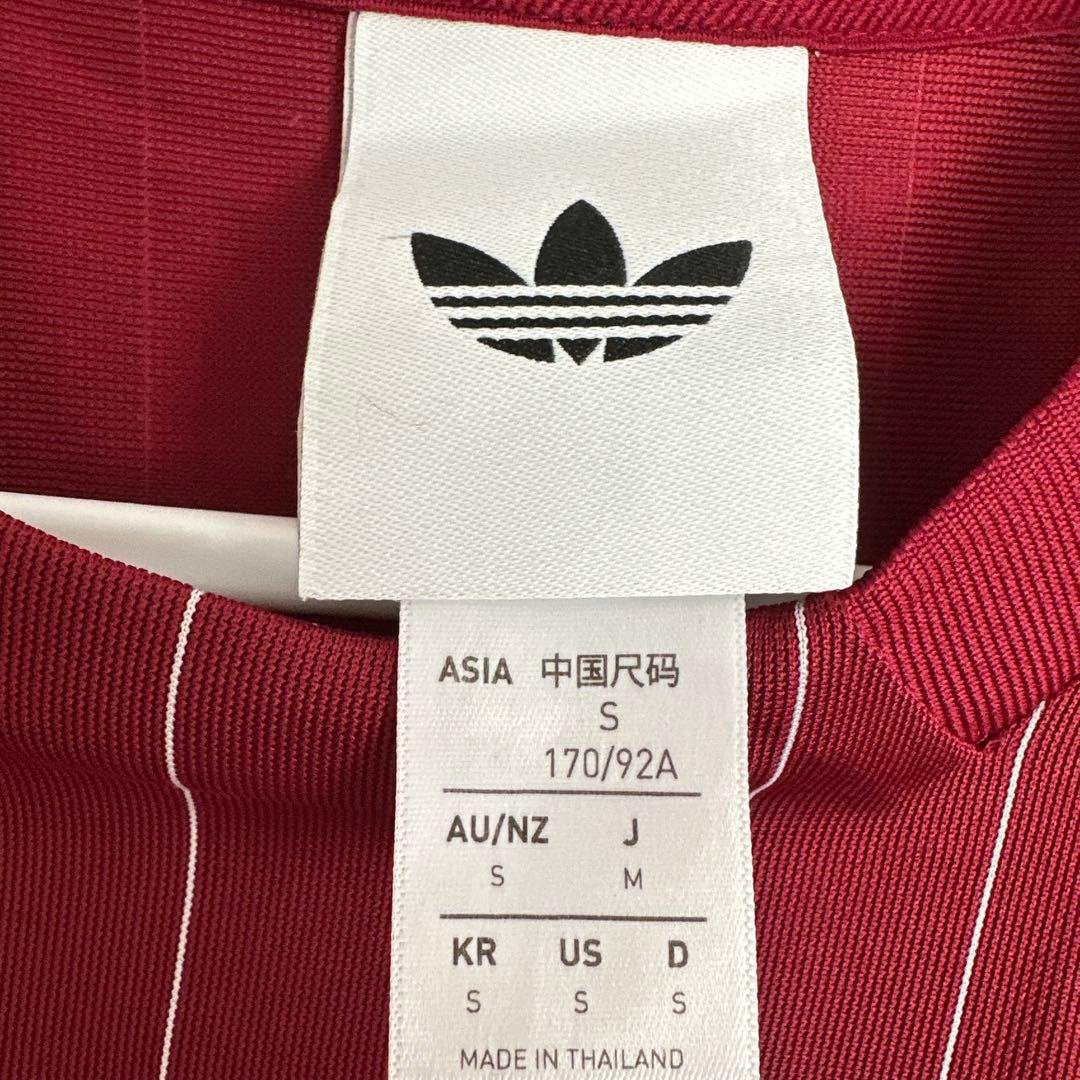 ASIA 中国尺码
S
170/92A
AU/NZ J
S M
KR US D
S S S
MADE IN THAILAND